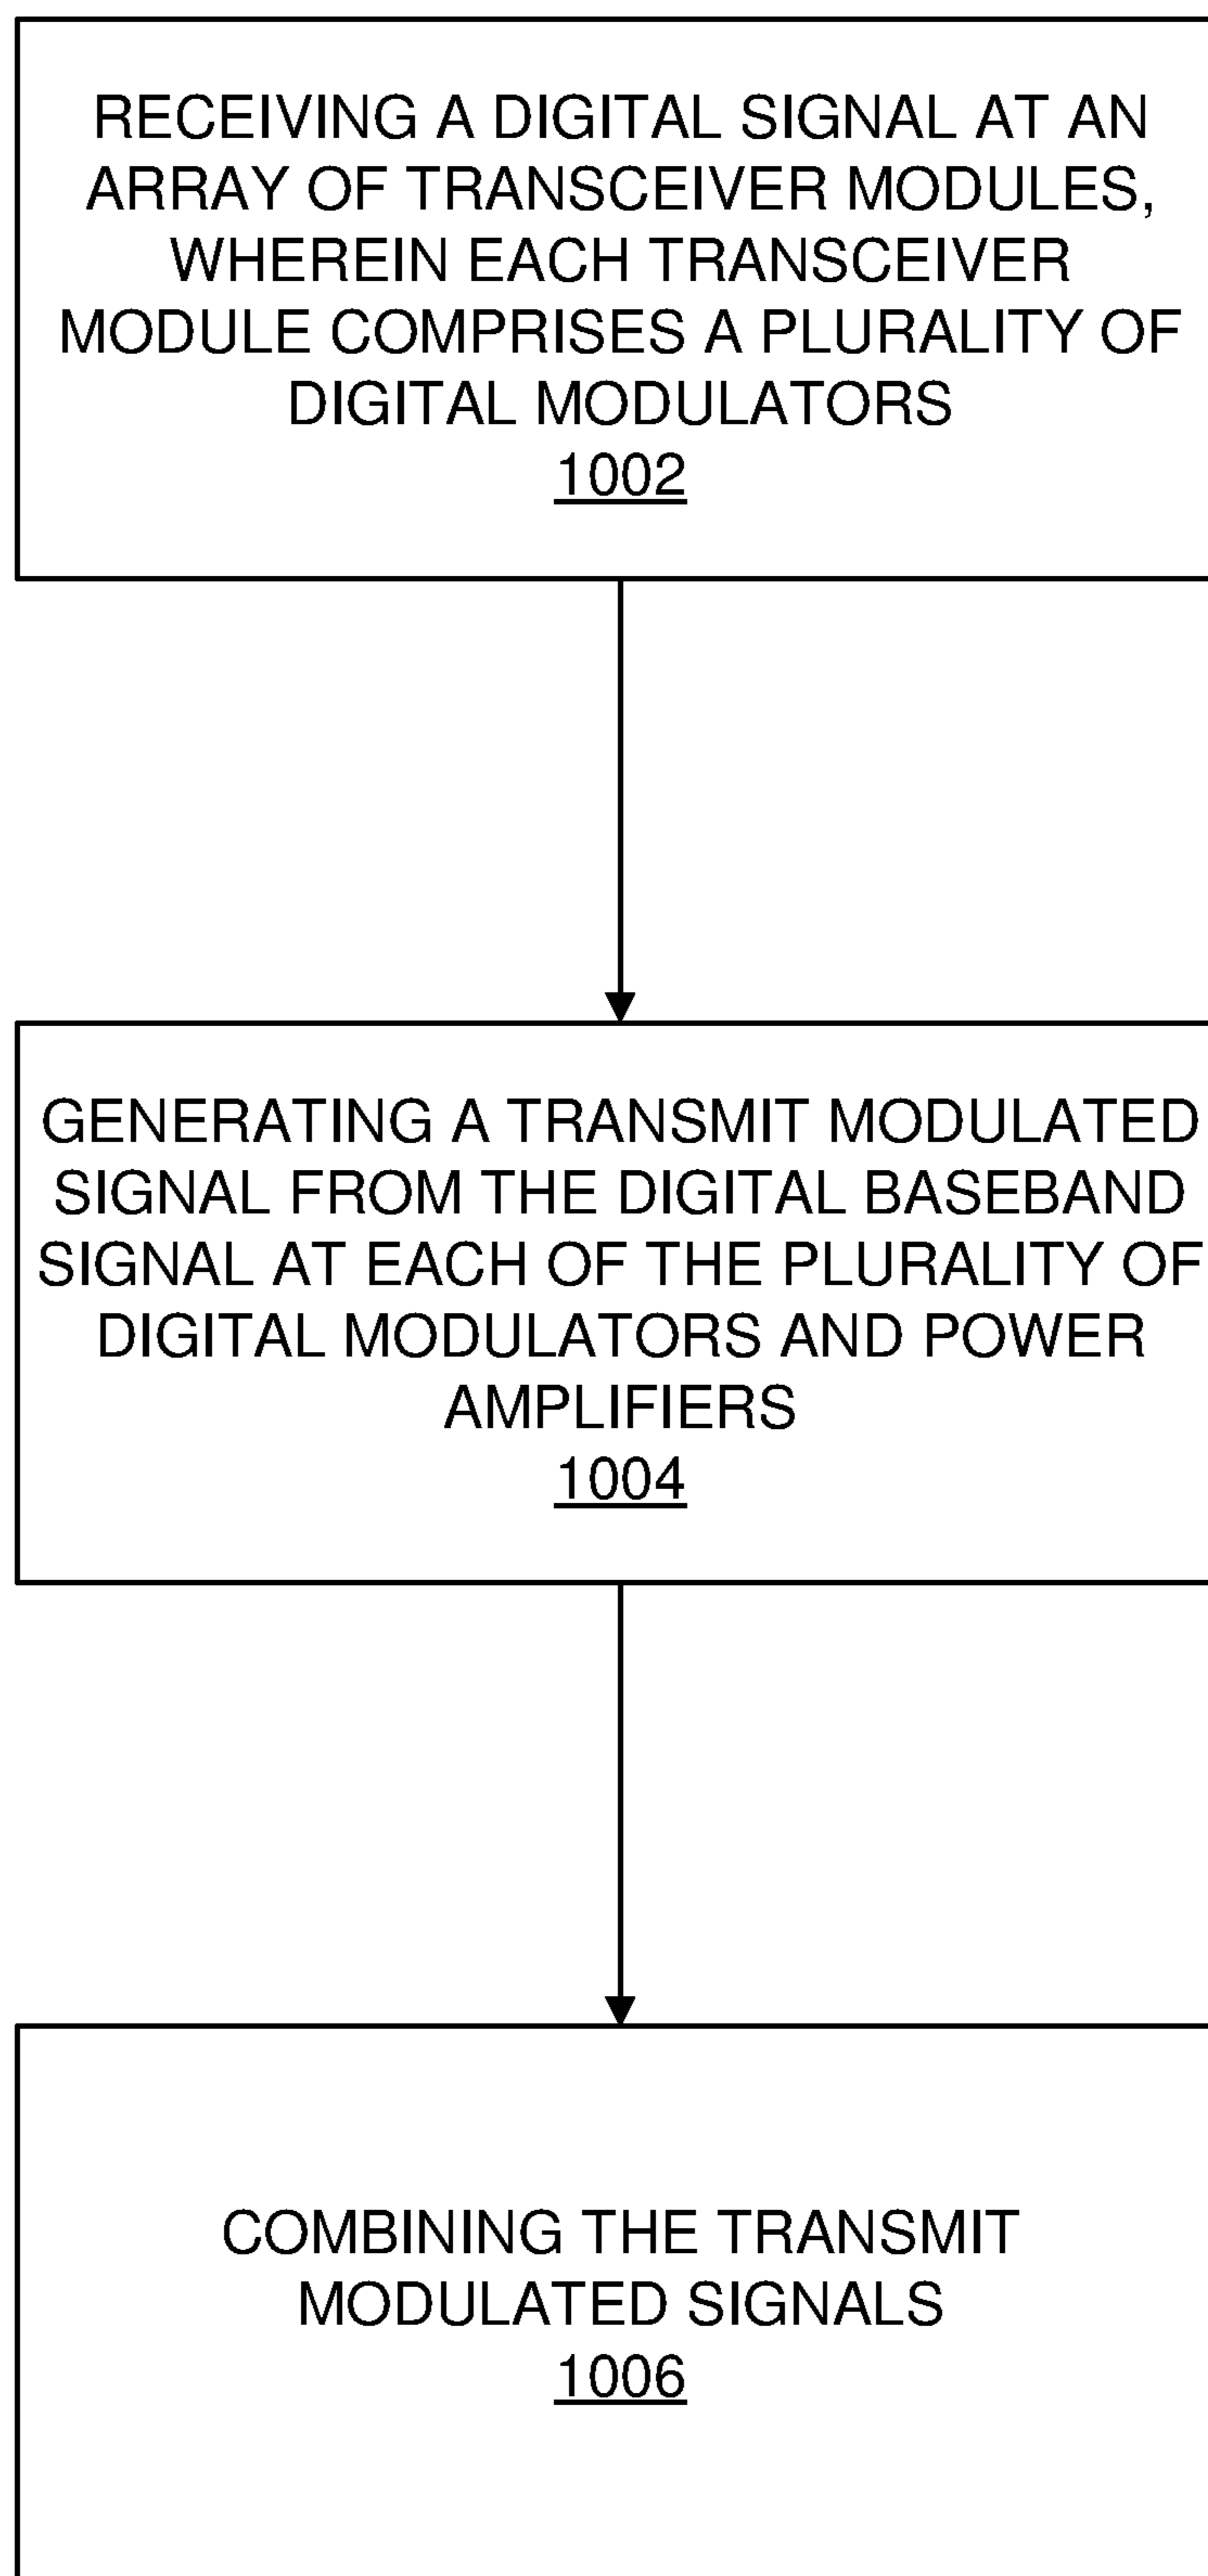 RECEIVING A DIGITAL SIGNAL AT AN
ARRAY OF TRANSCEIVER MODULES,
WHEREIN EACH TRANSCEIVER
MODULE COMPRISES A PLURALITY OF
DIGITAL MODULATORS
1002
GENERATING A TRANSMIT MODULATED
SIGNAL FROM THE DIGITAL BASEBAND
SIGNAL AT EACH OF THE PLURALITY OF
DIGITAL MODULATORS AND POWER
AMPLIFIERS
1004
COMBINING THE TRANSMIT
MODULATED SIGNALS
1006